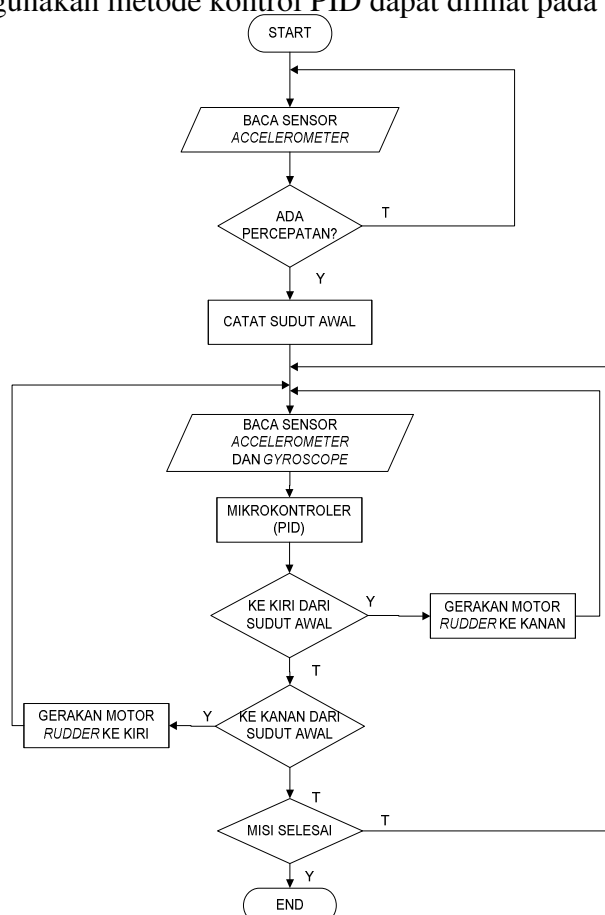 gunakan metode kontrol PID dapat dilihat pada
START
BACA SENSOR
ACCELEROMETER
ADA
PERCEPATAN?
T
Y
CATAT SUDUT AWAL
BACA SENSOR
ACCELEROMETER
DAN GYROSCOPE
MIKROKONTROLER
(PID)
KE KIRI DARI
SUDUT AWAL
Y
GERAKAN MOTOR
RUDDER KE KANAN
T
KE KANAN DARI
SUDUT AWAL
Y
GERAKAN MOTOR
RUDDER KE KIRI
T
MISI SELESAI
T
Y
END